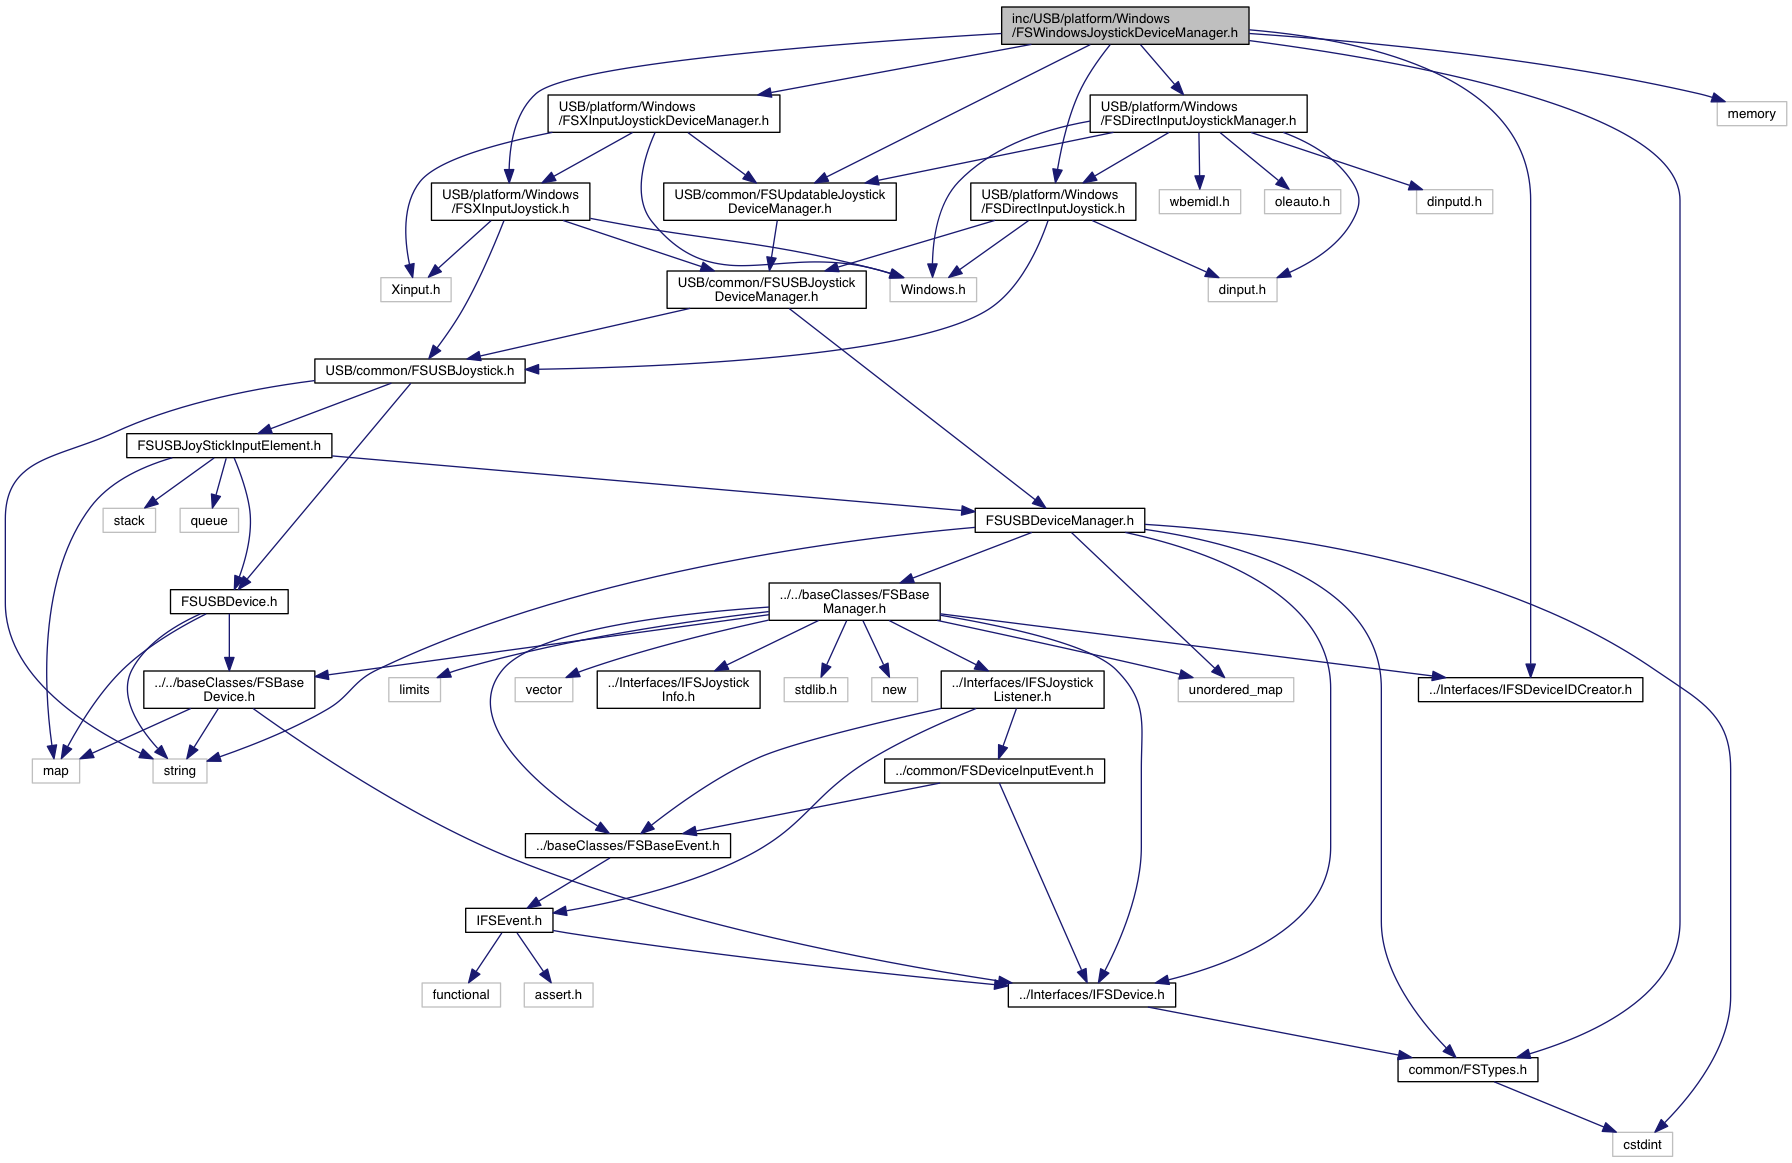 inc/USB/platform/Windows
/FSWindowsJoystickDeviceManager.h
USB/platform/Windows
/FSXInputJoystickDeviceManager.h
USB/platform/Windows
/FSDirectInputJoystickManager.h
memory
USB/platform/Windows
/FSXInputJoystick.h
USB/common/FSUpdatableJoystick
DeviceManager.h
USB/platform/Windows
/FSDirectInputJoystick.h
wbemidl.h
oleauto.h
dinputd.h
Xinput.h
USB/common/FSUSBJoystick
DeviceManager.h
Windows.h
dinput.h
USB/common/FSUSBJoystick.h
FSUSBJoyStickInputElement.h
stack
queue
FSUSBDeviceManager.h
FSUSBDevice.h
../../baseClasses/FSBase
Manager.h
../../baseClasses/FSBase
Device.h
limits
vector
../Interfaces/IFSJoystick
Info.h
stdlib.h
new
../Interfaces/IFSJoystick
Listener.h
unordered_map
../Interfaces/IFSDeviceIDCreator.h
map
string
../common/FSDeviceInputEvent.h
../baseClasses/FSBaseEvent.h
IFSEvent.h
functional
assert.h
../Interfaces/IFSDevice.h
common/FSTypes.h
cstdint